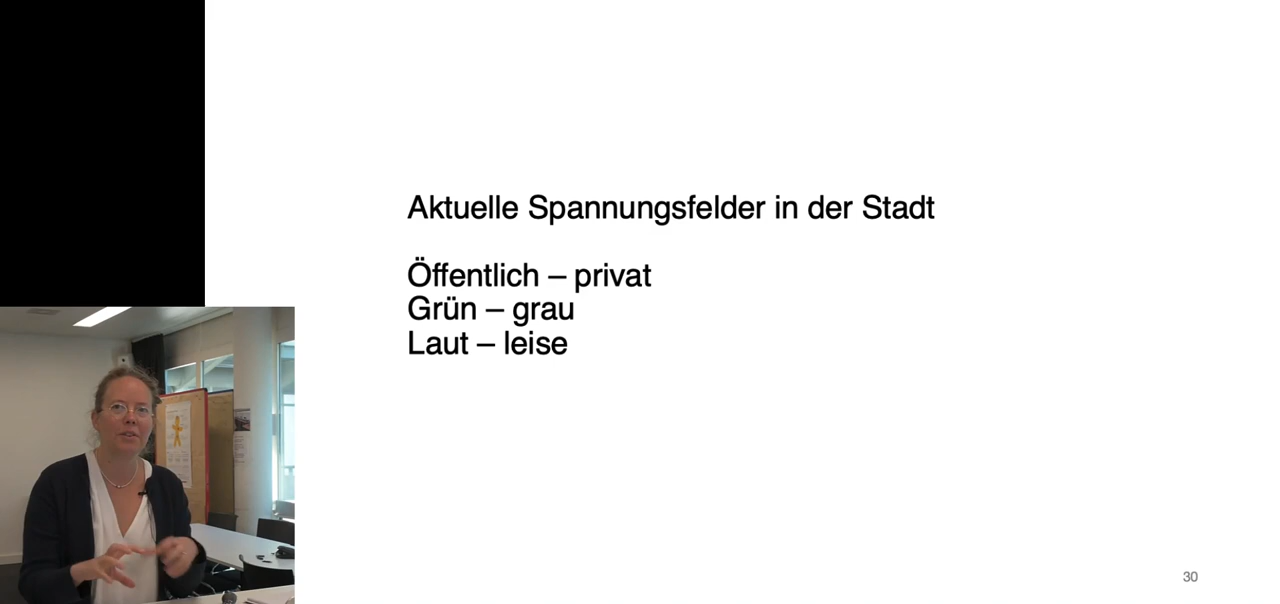 Aktuelle Spannungsfelder in der Stadt
Öffentlich – privat
Grün – grau
Laut – leise
30